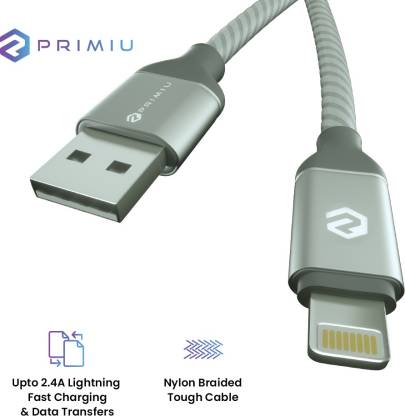 PRIMIU
PRIMIU
Upto 2.4A Lightning
Fast Charging
& Data Transfers
Nylon Braided
Tough Cable